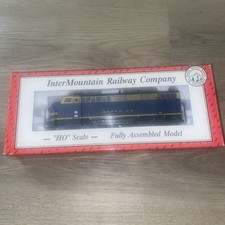 InterMountain Railway Company
"HO" Scale
Fully Assembled Model